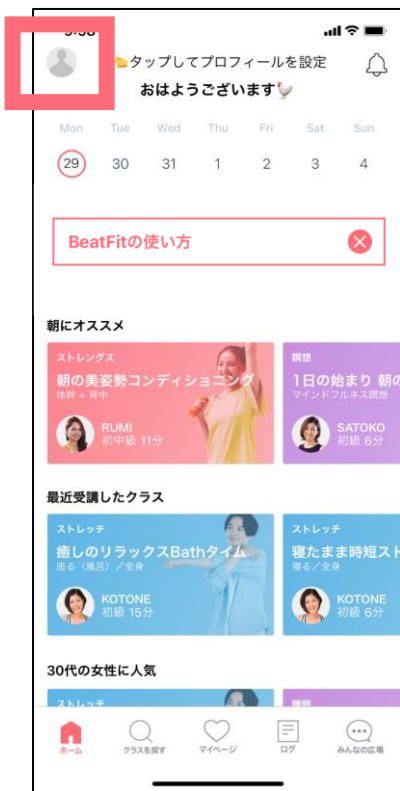 タップしてプロフィールを設定
おはようございます
Mon Tue Wed Thu Fri Sat Sun
29 30 31 1 2 3 4
BeatFitの使い方
朝にオススメ
ストレングス
朝の美姿勢コンディショニング
体幹 + 背中
RUMI
初中級 11分
瞑想
1日の始まり 朝の
マインドフルネス瞑想
SATOKO
初級 6分
最近受講したクラス
ストレッチ
癒しのリラックスBathタイム
座る（風呂）／全身
KOTONE
初級 15分
ストレッチ
寝たまま時短スト
寝る／全身
KOTONE
初級 6分
30代の女性に人気
ストレッチ
睡眠
ホーム
クラスを探す
マイページ
ログ
みんなの広場